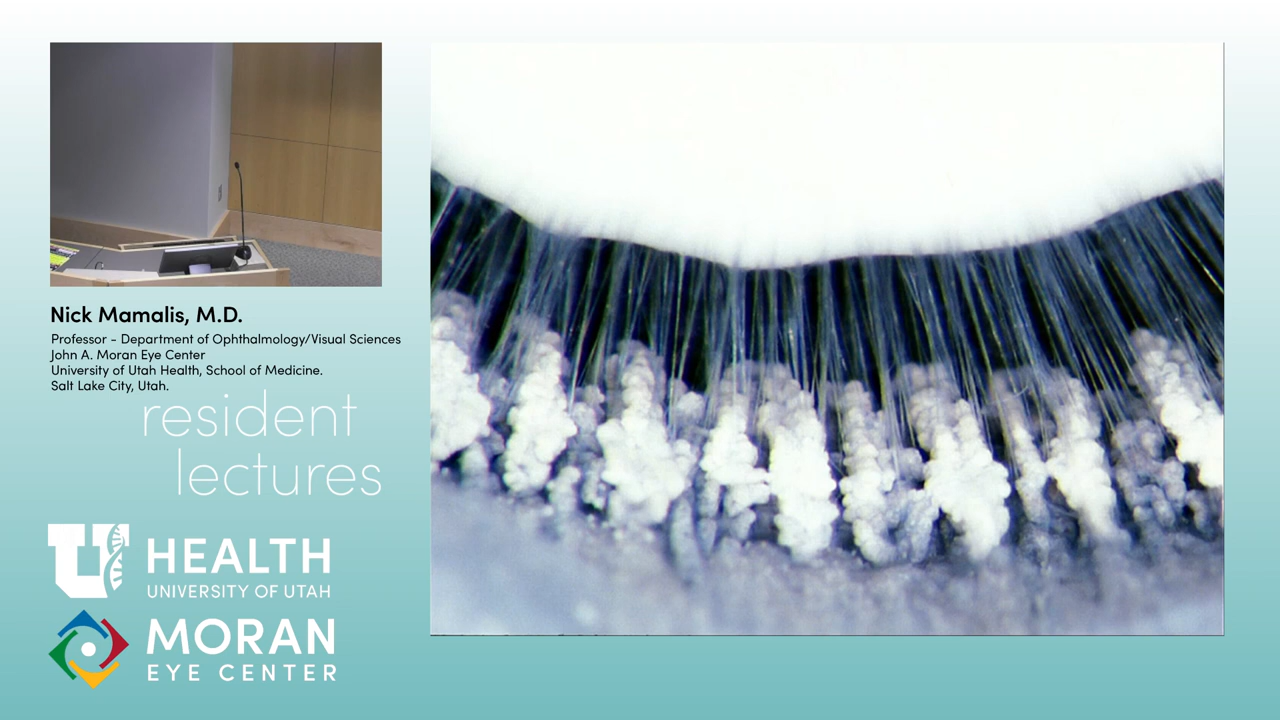 Nick Mamalis, M.D.
Professor - Department of Ophthalmology/Visual Sciences
John A. Moran Eye Center
University of Utah Health, School of Medicine.
Salt Lake City, Utah.
resident
lectures
U HEALTH
UNIVERSITY OF UTAH
MORAN
EYE CENTER